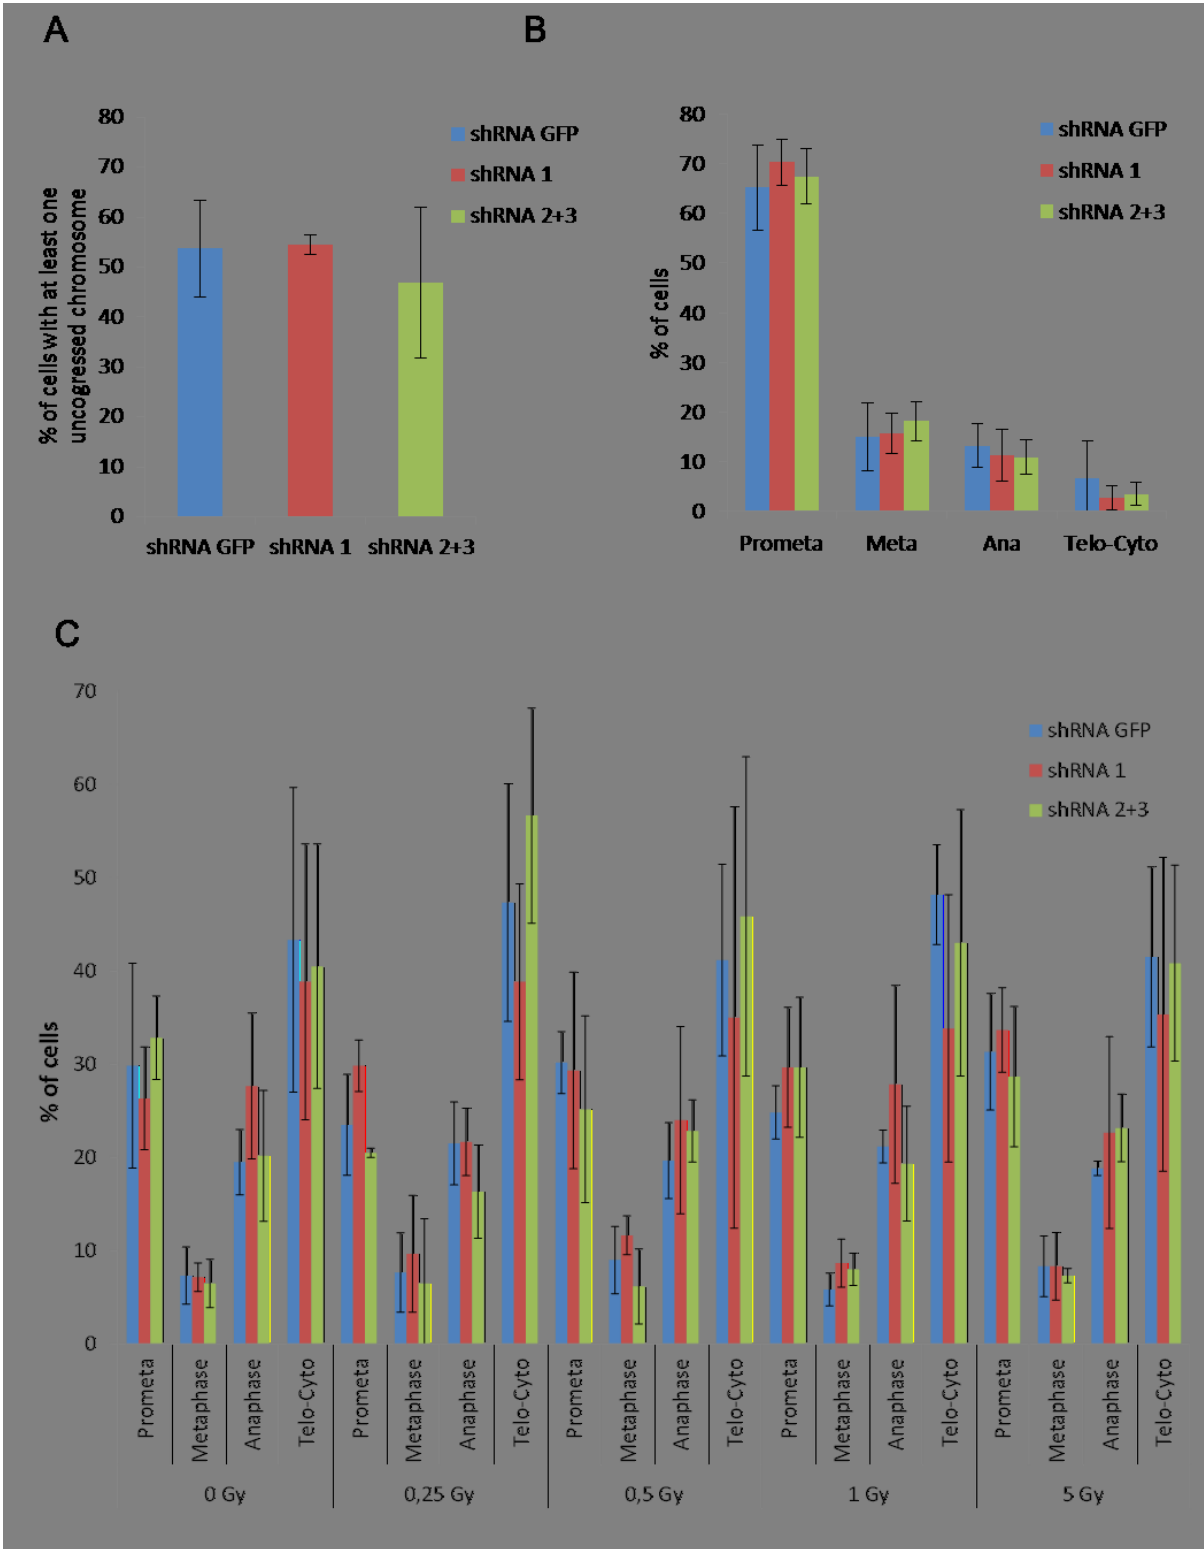 A
B
80
70
60
50
40
30
20
10
0
% of cells with at least one
uncogressed chromosome
shRNA GFP
shRNA 1
shRNA 2+3
shRNA GFP shRNA 1 shRNA 2+3
80
70
60
50
40
30
20
10
0
% of cells
shRNA GFP
shRNA 1
shRNA 2+3
Prometa Meta Ana Telo-Cyto
C
70
60
50
40
30
20
10
0
% of cells
shRNA GFP
shRNA 1
shRNA 2+3
Prometa
Metaphase
Anaphase
Telo-Cyto
Prometa
Metaphase
Anaphase
Telo-Cyto
Prometa
Metaphase
Anaphase
Telo-Cyto
Prometa
Metaphase
Anaphase
Telo-Cyto
Prometa
Metaphase
Anaphase
Telo-Cyto
0 Gy 0,25 Gy 0,5 Gy 1 Gy 5 Gy